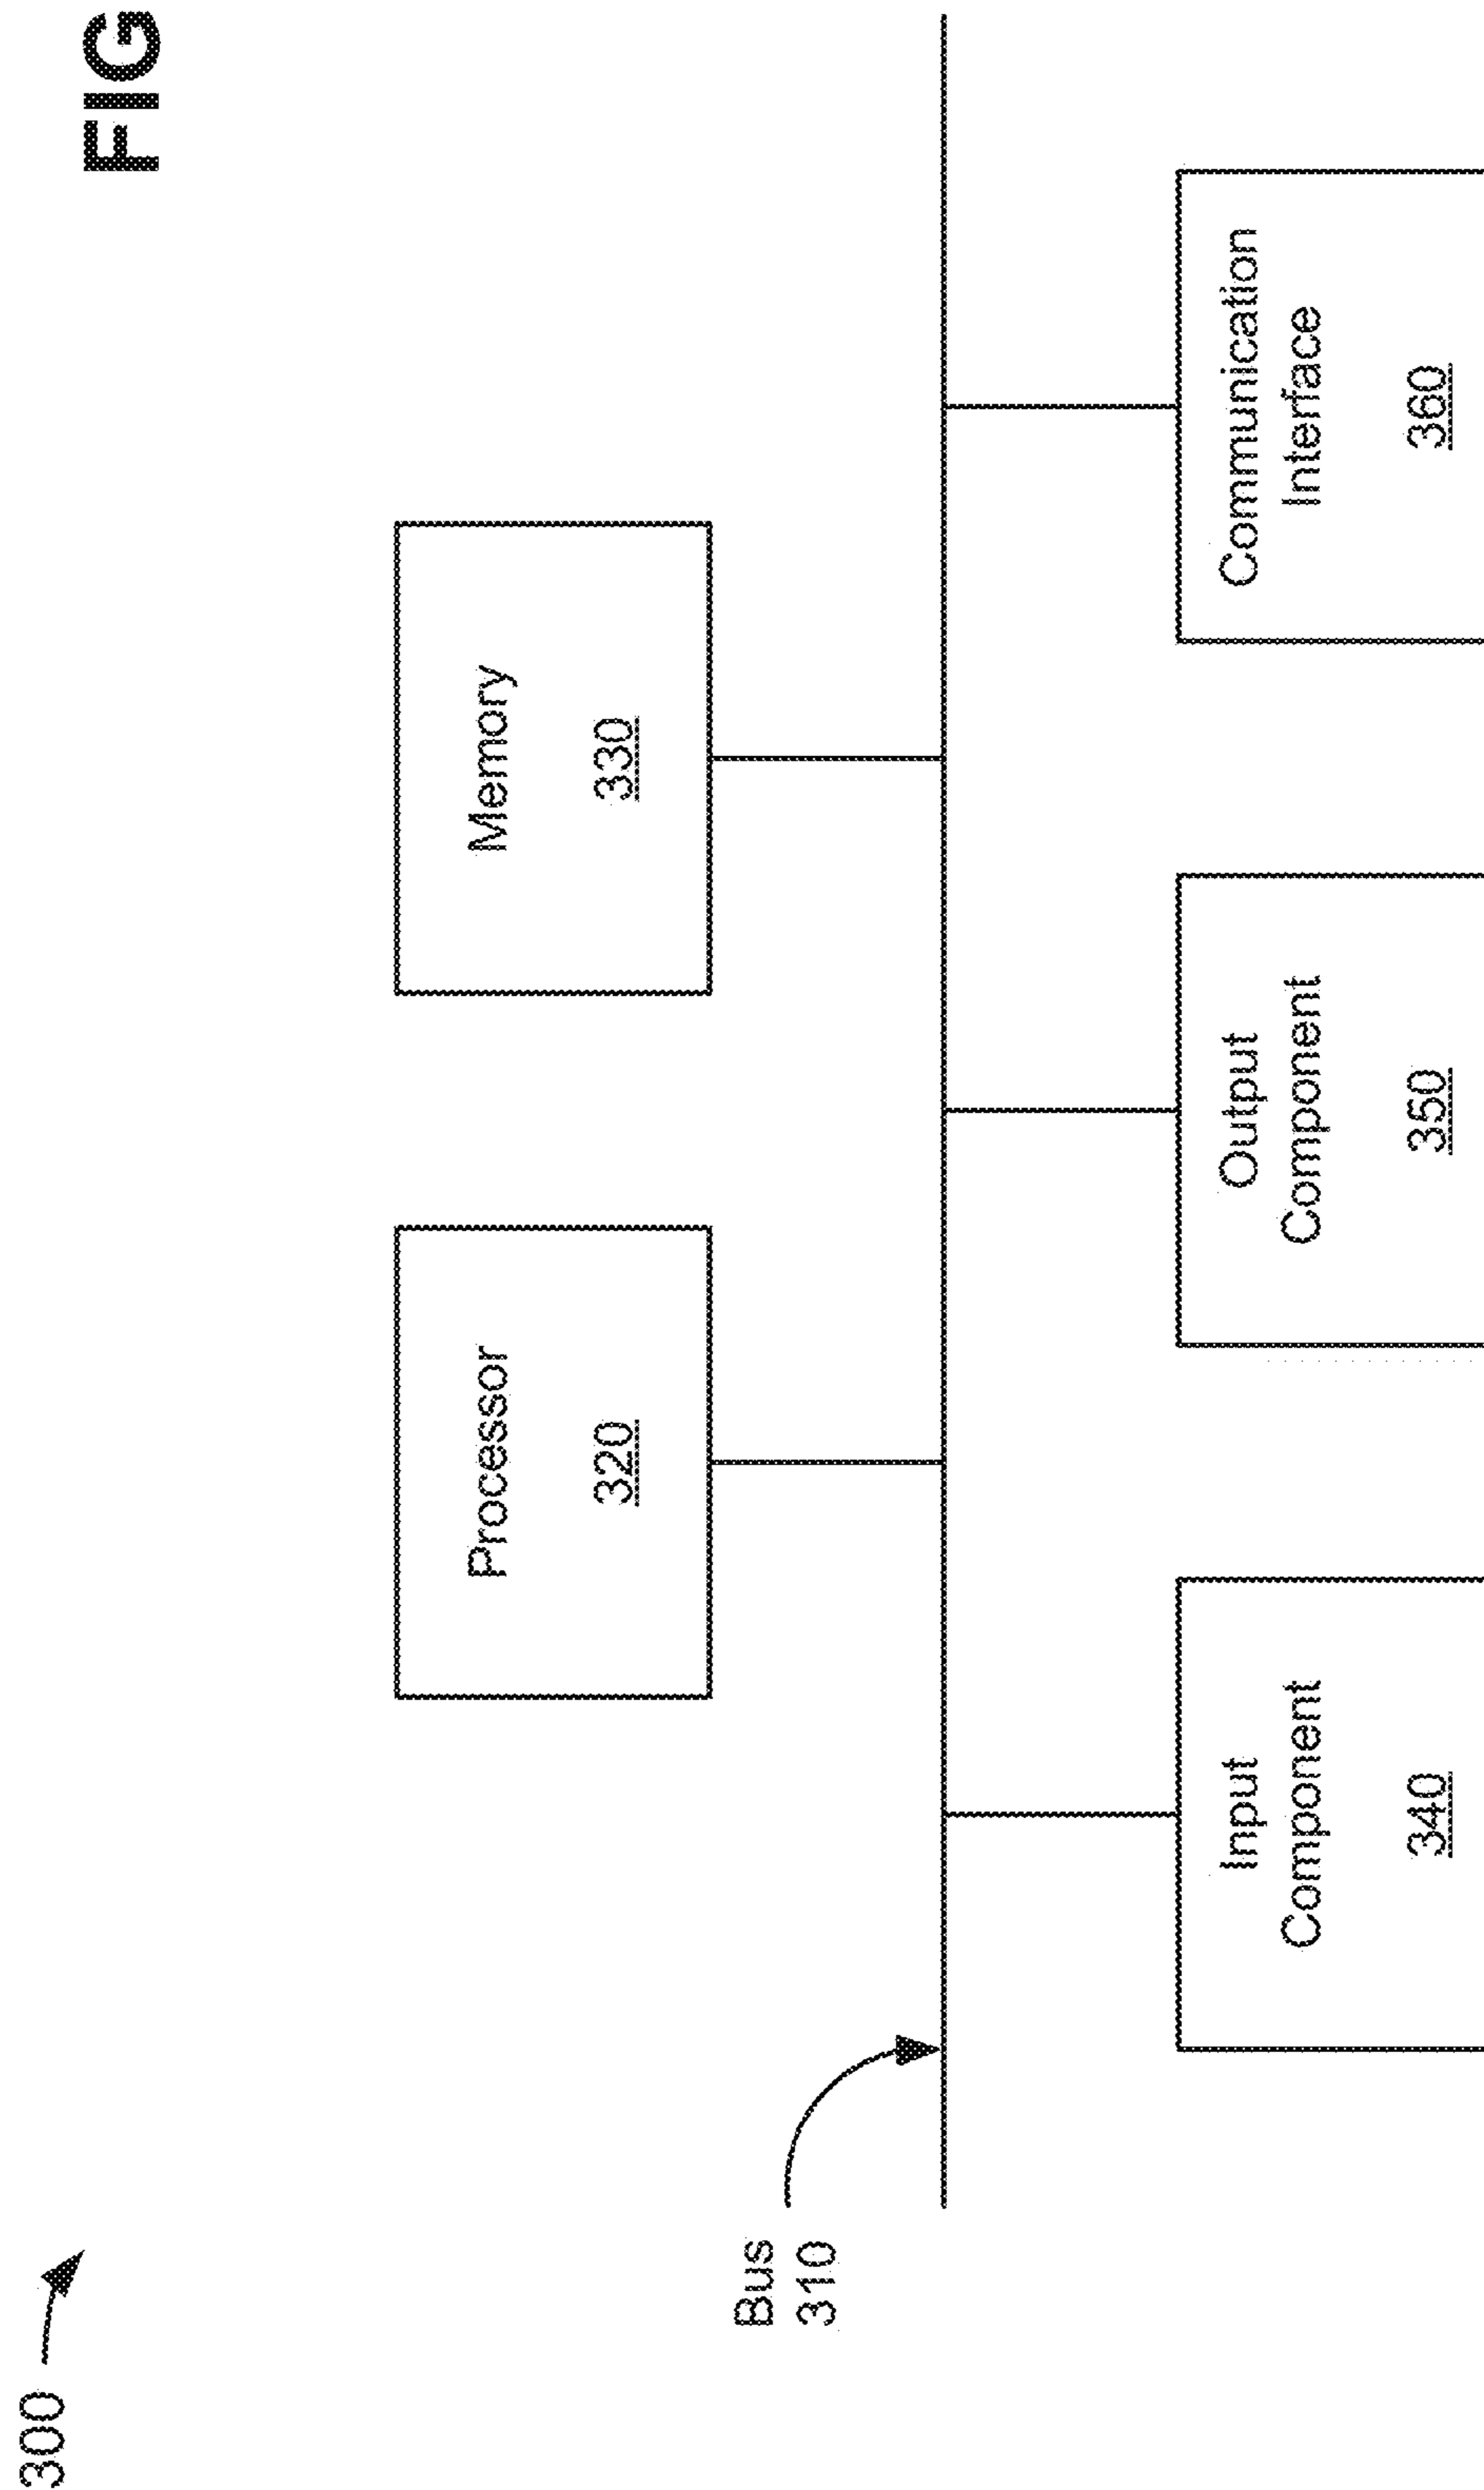 300
FIG
Processor
320
Memory
330
Bus
310
Input
Component
340
Output
Component
350
Communication
Interface
360